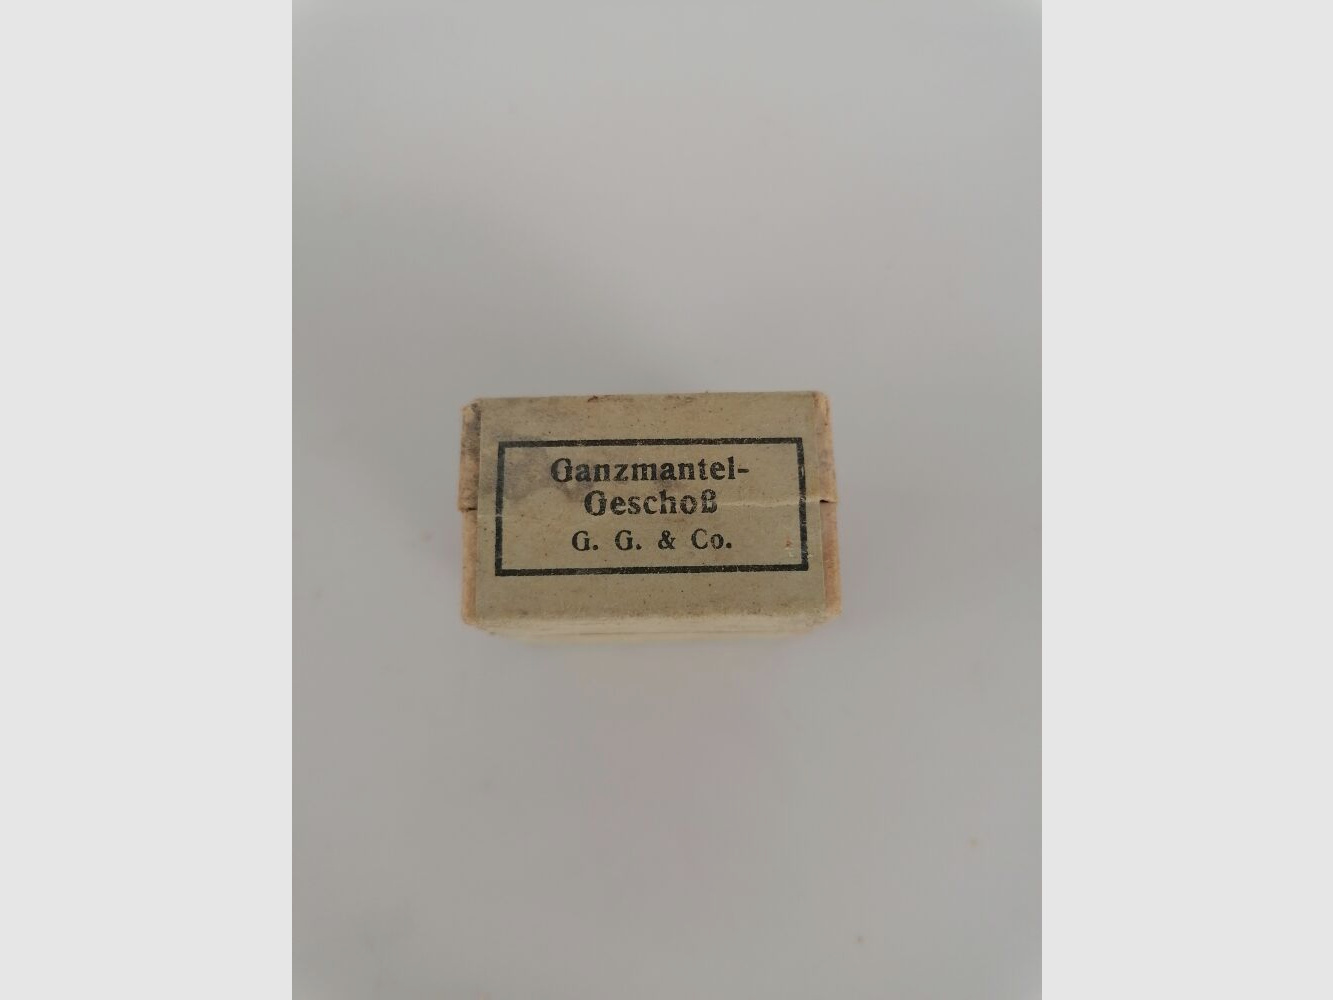 Ganzmantel-
Geschoß
G. G. & Co.